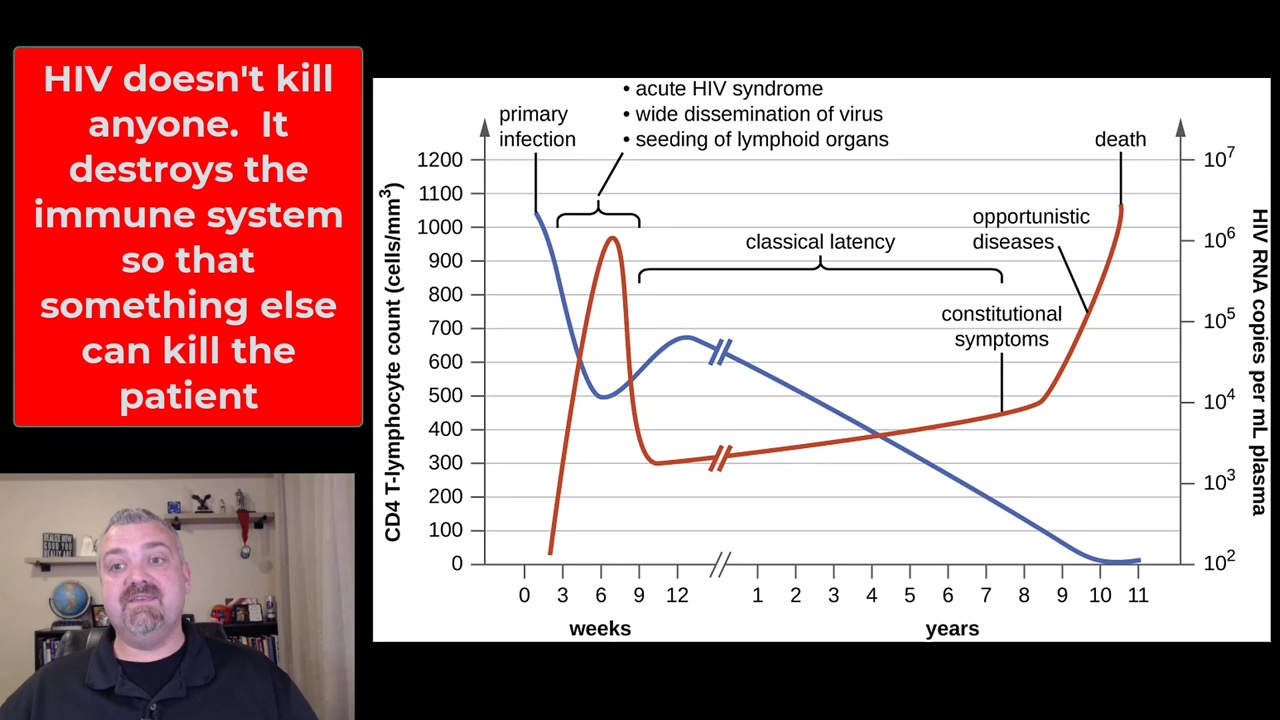 HIV doesn't kill
anyone.  It
destroys the
immune system
so that
something else
can kill the
patient
• acute HIV syndrome
• wide dissemination of virus
• seeding of lymphoid organs
primary
infection
death
opportunistic
diseases
classical latency
constitutional
symptoms
CD4 T-lymphocyte count (cells/mm³)
1200
1100
1000
900
800
700
600
500
400
300
200
100
0
10⁷
10⁶
10⁵
10⁴
10³
10²
HIV RNA copies per mL plasma
0 3 6 9 12 1 2 3 4 5 6 7 8 9 10 11
weeks years